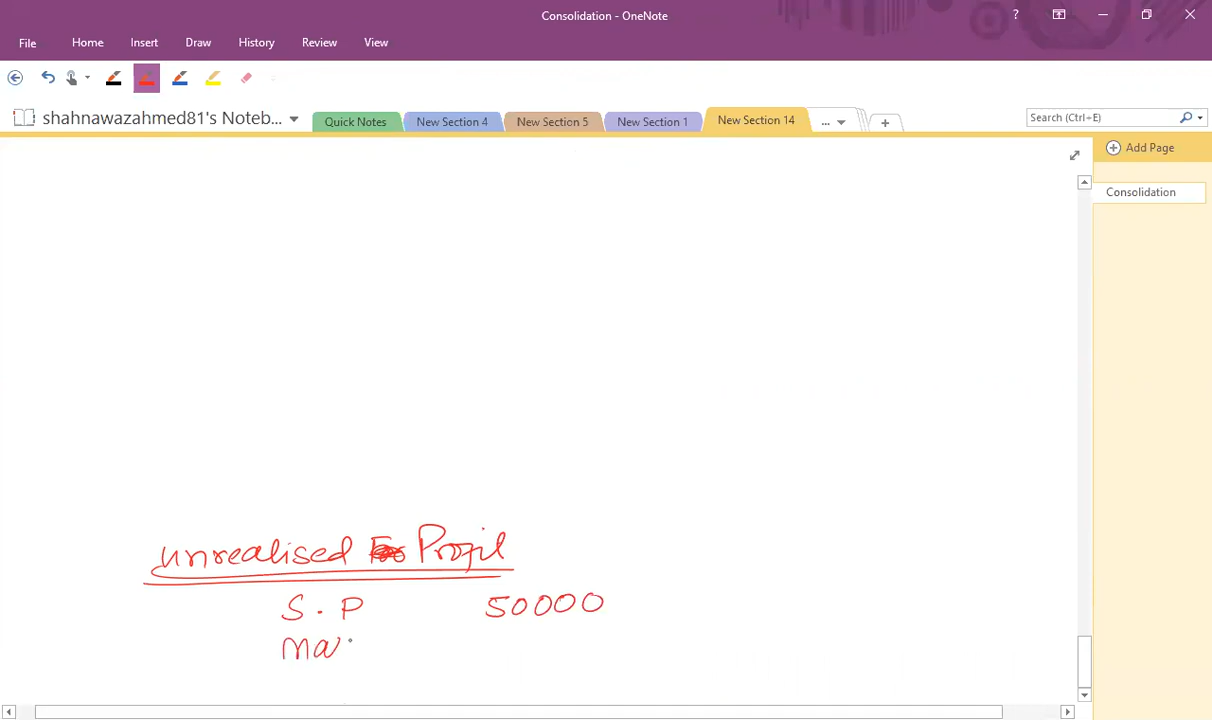 Consolidation - OneNote
?
File Home Insert Draw History Review View
shahnawazahmed81's Noteb... Quick Notes New Section 4 New Section 5 New Section 1 New Section 14 ... + Search (Ctrl+E)
Add Page
Consolidation
unrealised Profit
S.P 50000
Mar